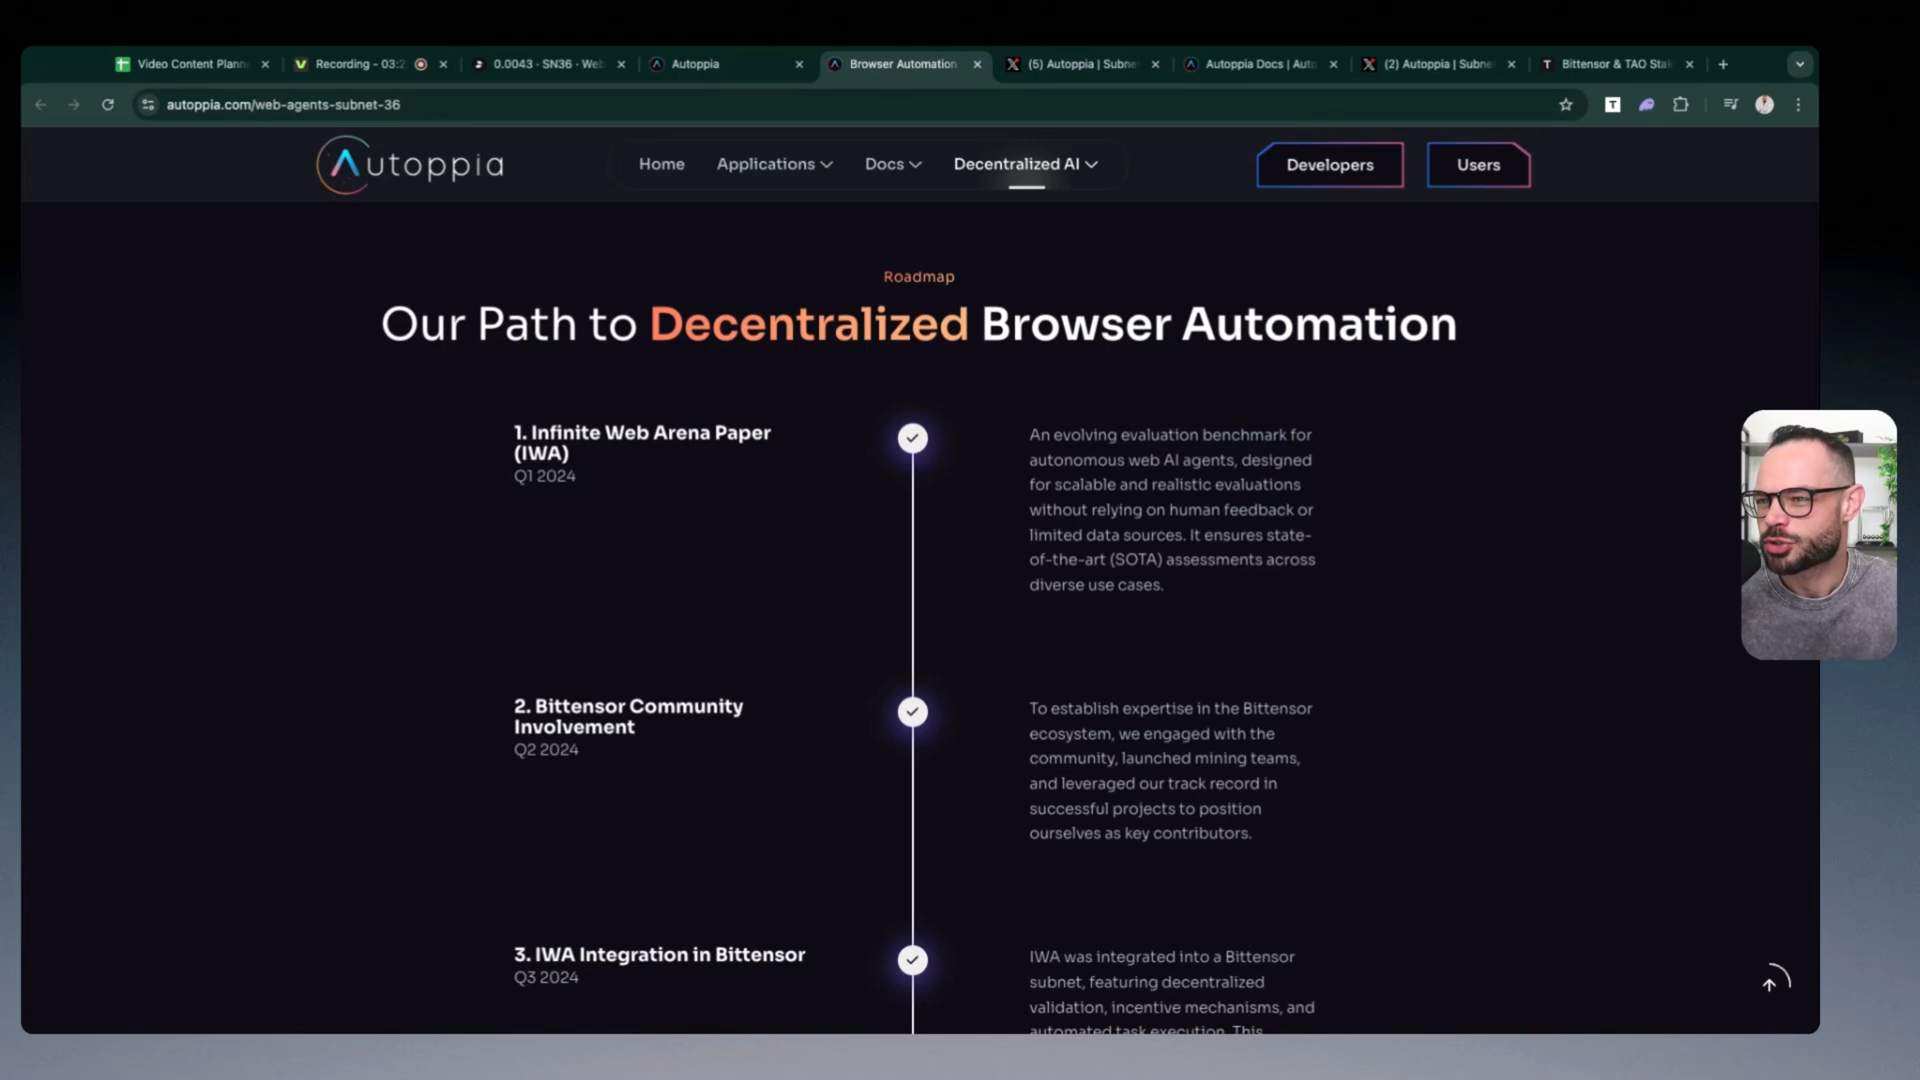 Video Content Plann
Recording - 03:2
0.0043 · SN36 · Web
Autoppia
Browser Automation
(5) Autoppia | Subne
Autoppia Docs | Auto
(2) Autoppia | Subne
Bittensor & TAO Stak
autoppia.com/web-agents-subnet-36
Autoppia
Home
Applications
Docs
Decentralized AI
Developers
Users
Roadmap
Our Path to Decentralized Browser Automation
1. Infinite Web Arena Paper
(IWA)
Q1 2024
An evolving evaluation benchmark for
autonomous web AI agents, designed
for scalable and realistic evaluations
without relying on human feedback or
limited data sources. It ensures state-
of-the-art (SOTA) assessments across
diverse use cases.
2. Bittensor Community
Involvement
Q2 2024
To establish expertise in the Bittensor
ecosystem, we engaged with the
community, launched mining teams,
and leveraged our track record in
successful projects to position
ourselves as key contributors.
3. IWA Integration in Bittensor
Q3 2024
IWA was integrated into a Bittensor
subnet, featuring decentralized
validation, incentive mechanisms, and
automated task execution. This